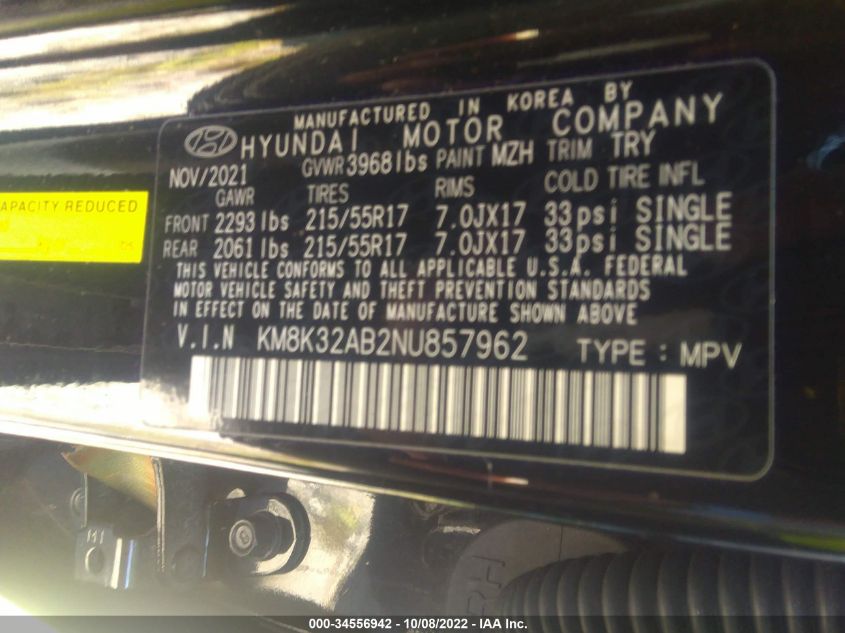 MANUFACTURED IN KOREA BY
HYUNDAI MOTOR COMPANY
NOV/2021 GVWR 3968 lbs PAINT MZH TRIM TRY
GAWR TIRES RIMS COLD TIRE INFL
FRONT 2293 lbs 215/55R17 7.0JX17 33psi SINGLE
REAR 2061 lbs 215/55R17 7.0JX17 33psi SINGLE
THIS VEHICLE CONFORMS TO ALL APPLICABLE U.S.A. FEDERAL
MOTOR VEHICLE SAFETY AND THEFT PREVENTION STANDARDS
IN EFFECT ON THE DATE OF MANUFACTURE SHOWN ABOVE
V.I.N KM8K32AB2NU857962 TYPE : MPV
CAPACITY REDUCED
M1
RH
000-34556942 - 10/08/2022 - IAA Inc.